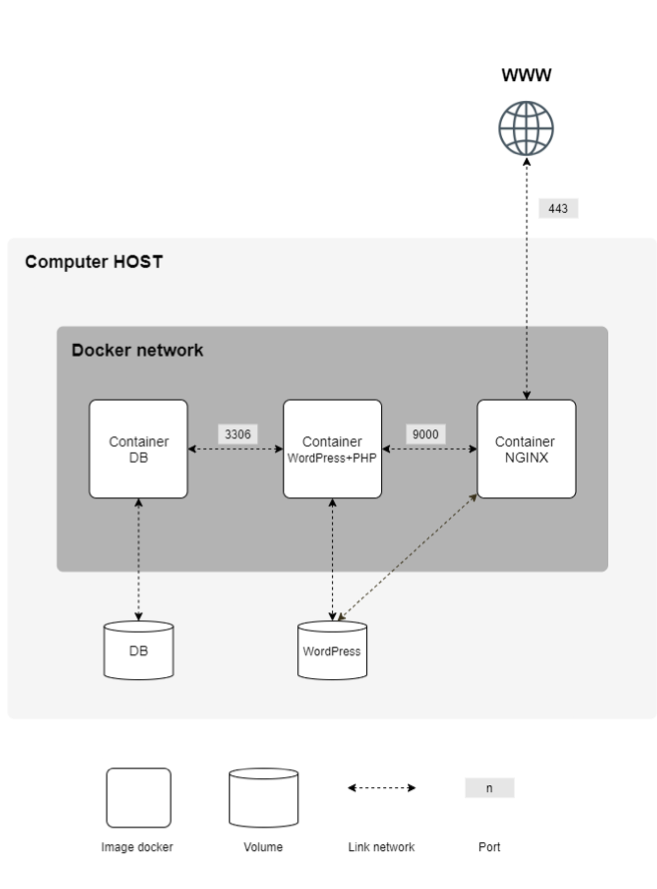 WWW
443
Computer HOST
Docker network
Container
DB
3306
Container
WordPress+PHP
9000
Container
NGINX
DB
WordPress
n
Image docker
Volume
Link network
Port